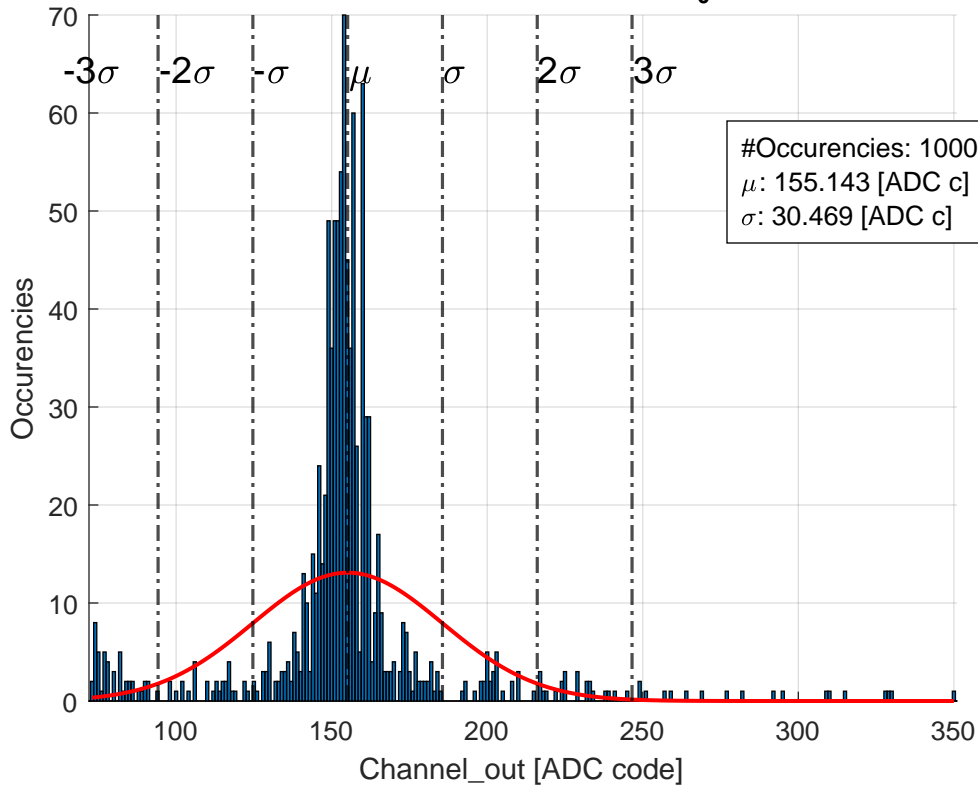 70
60
50
40
30
20
10
0
Occurencies
-3σ
-2σ
-σ
μ
σ
2σ
3σ
#Occurencies: 1000
μ: 155.143 [ADC c]
σ: 30.469 [ADC c]
100
150
200
250
300
350
Channel_out [ADC code]